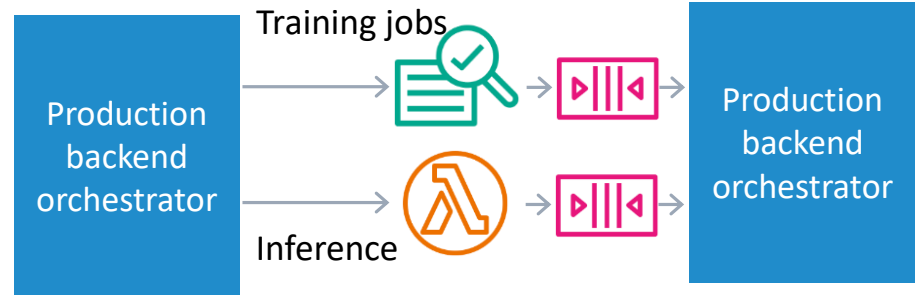 Training jobs
Production
backend
orchestrator
Inference
Production
backend
orchestrator